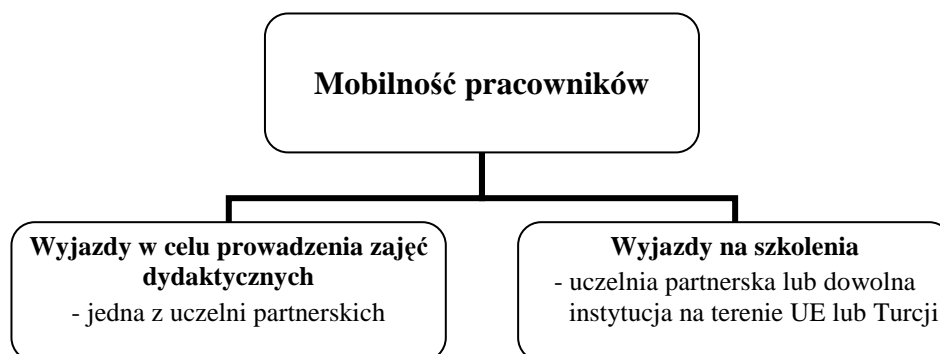 Mobilność pracowników
Wyjazdy w celu prowadzenia zajęć
dydaktycznych
- jedna z uczelni partnerskich
Wyjazdy na szkolenia
- uczelnia partnerska lub dowolna
instytucja na terenie UE lub Turcji